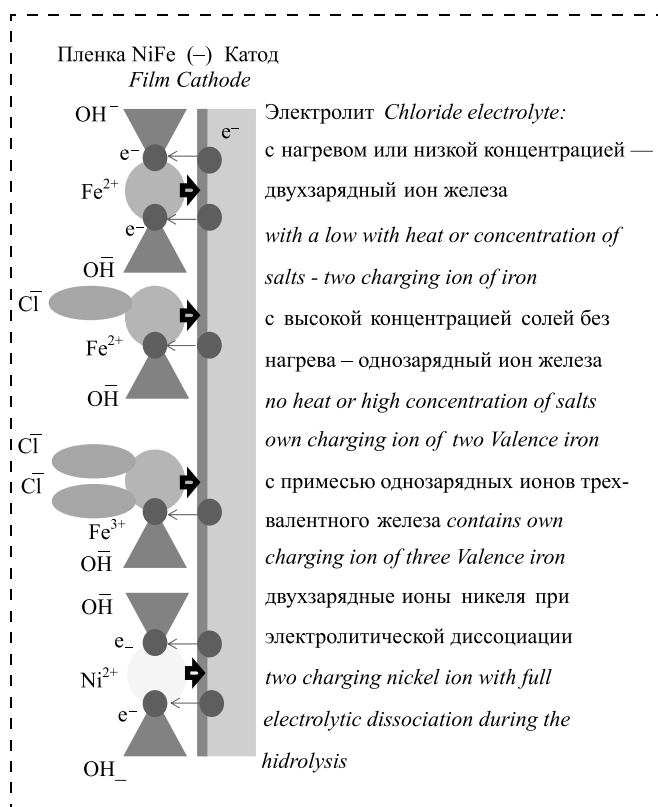 Пленка NiFe (–) Катод
Film Cathode
OH⁻
e⁻
e⁻
Fe²⁺
e⁻
OH̅
Cl̅
Fe²⁺
OH̅
Cl̅
Cl̅
Fe³⁺
OH̅
OH̅
e_
Ni²⁺
e⁻
OH_
Электролит Chloride electrolyte:
с нагревом или низкой концентрацией —
двухзарядный ион железа
with a low with heat or concentration of
salts - two charging ion of iron
с высокой концентрацией солей без
нагрева – однозарядный ион железа
no heat or high concentration of salts
own charging ion of two Valence iron
с примесью однозарядных ионов трех-
валентного железа contains own
charging ion of three Valence iron
двухзарядные ионы никеля при
электролитической диссоциации
two charging nickel ion with full
electrolytic dissociation during the
hidrolysis